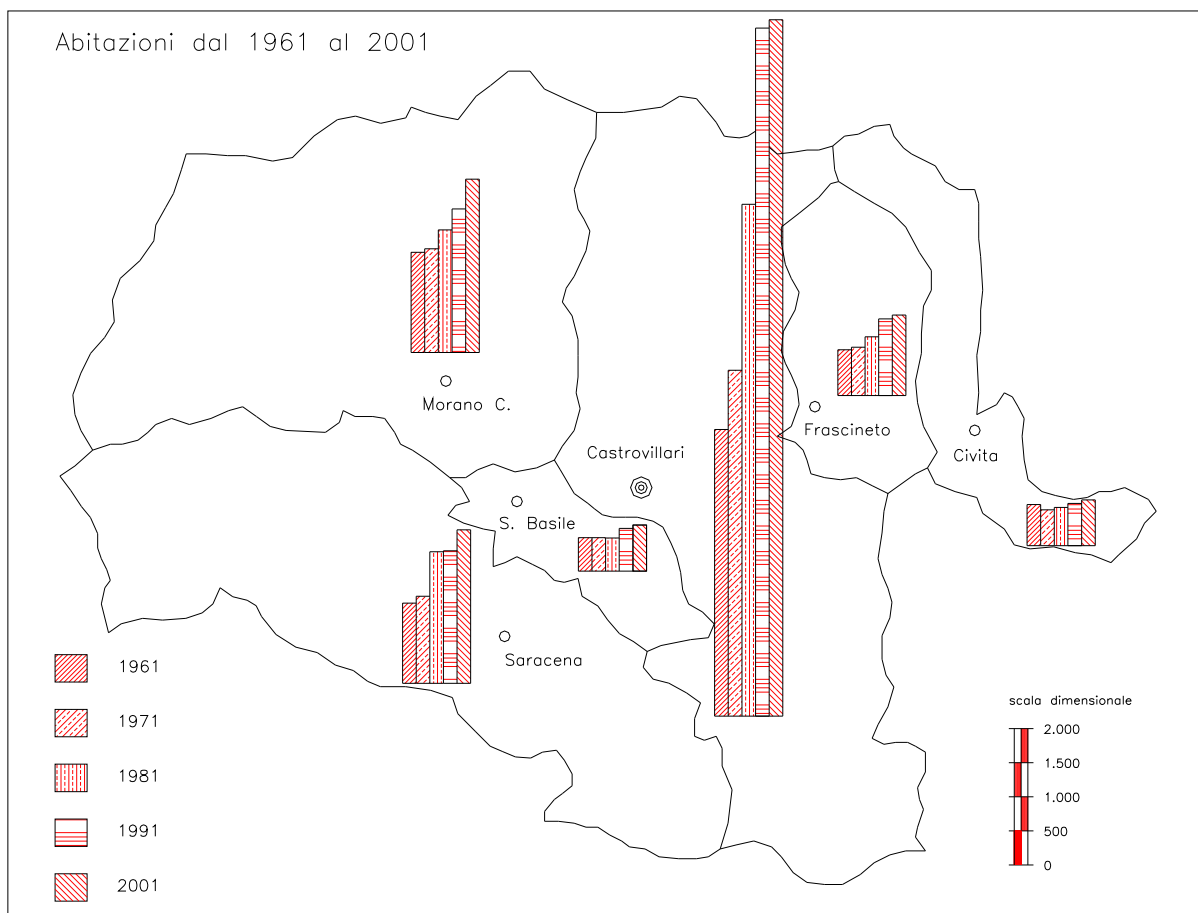 Abitazioni dal 1961 al 2001
Morano C.
Castrovillari
Frascineto
Civita
S. Basile
Saracena
1961
1971
1981
1991
2001
scala dimensionale
2.000
1.500
1.000
500
0